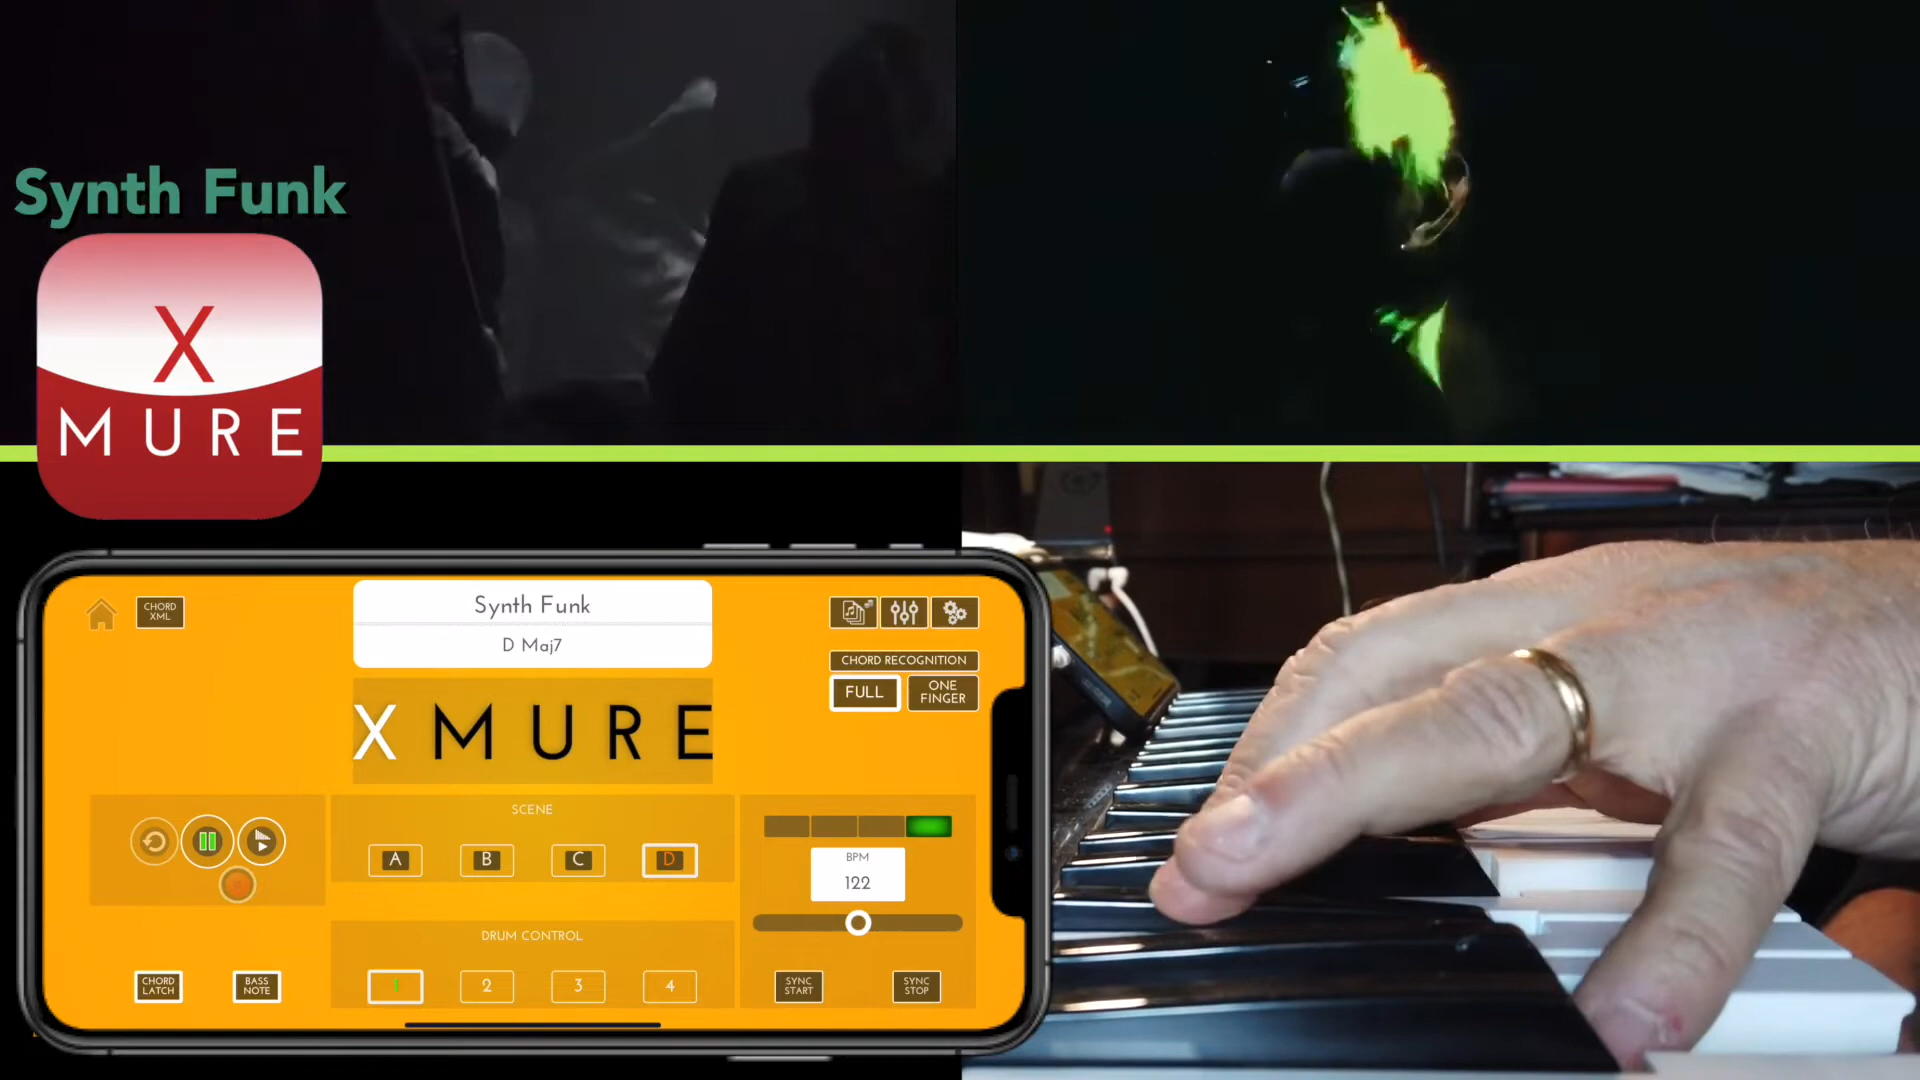 Synth Funk
X
MURE
CHORD
XML
Synth Funk
D Maj7
CHORD RECOGNITION
FULL
ONE
FINGER
X MURE
SCENE
A B C D
BPM
122
DRUM CONTROL
1 2 3 4
CHORD
LATCH
BASS
NOTE
SYNC
START
SYNC
STOP